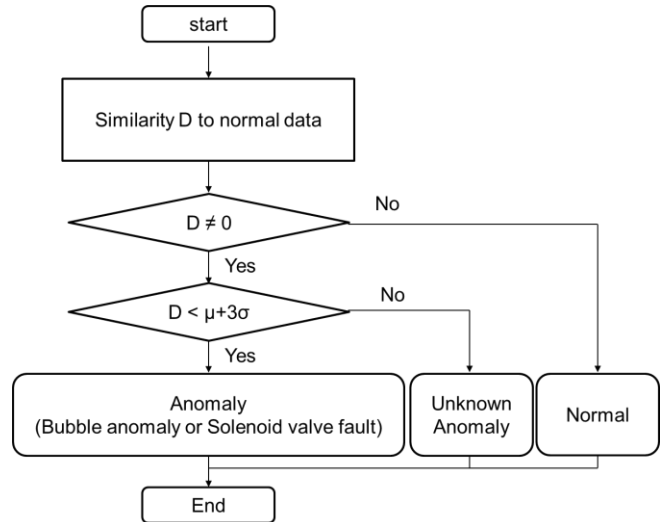 start
Similarity D to normal data
D ≠ 0
No
Yes
D < μ+3σ
No
Yes
Anomaly
(Bubble anomaly or Solenoid valve fault)
Unknown
Anomaly
Normal
End